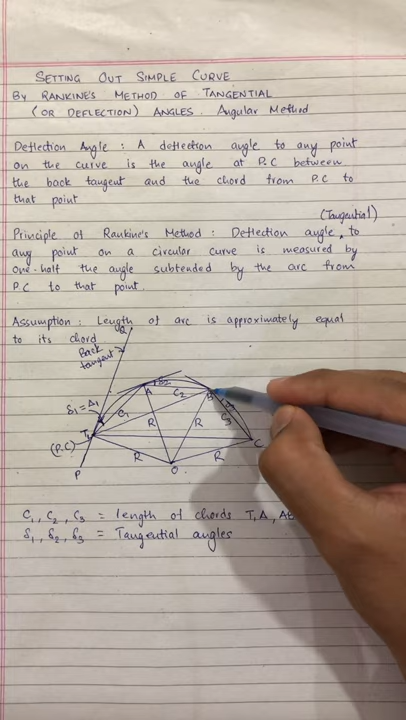 SETTING OUT SIMPLE CURVE
BY RANKINE'S METHOD OF TANGENTIAL
(OR DEFLECTION) ANGLES. Angular Method
Deflection Angle : A deflection angle to any point
on the curve is the angle at P.C between
the back tangent and the chord from P.C to
that point
(Tangential)
Principle of Rankine's Method : Deflection angle, to
any point on a circular curve is measured by
one-half the angle subtended by the arc from
P.C to that point.
Assumption : Length of arc is approximately equal
to its chord
Back
tangent
δ1=Δ1
A
B
C1
C2
C3
δ2
T1
(P.C)
R
R
R
R
C
O
P
C1, C2, C3 = length of chords T1A, AB
δ1, δ2, δ3 = Tangential angles